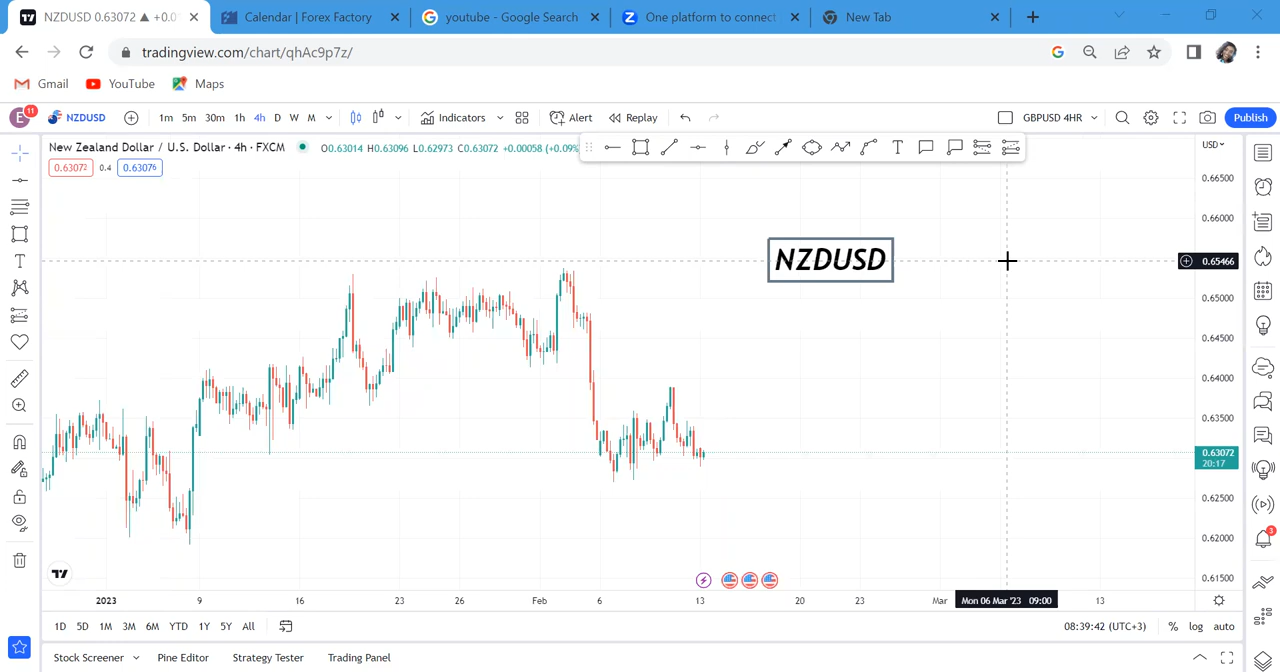 NZDUSD 0.63072 ▲ +0.0
Calendar | Forex Factory
youtube - Google Search
One platform to connect
New Tab
tradingview.com/chart/qhAc9p7z/
Gmail
YouTube
Maps
E 11
NZDUSD
1m 5m 30m 1h 4h D W M
Indicators
Alert
Replay
GBPUSD 4HR
Publish
New Zealand Dollar / U.S. Dollar · 4h · FXCM
O0.63014 H0.63096 L0.62973 C0.63072 +0.00058 (+0.09%
USD
0.63072 0.4 0.63076
0.66500
0.66000
NZDUSD
0.65466
0.65000
0.64500
0.64000
0.63500
0.63072
20:17
0.62500
0.62000
0.61500
3
2023 9 16 23 26 Feb 6 13 20 23 Mar Mon 06 Mar '23 09:00 13
1D 5D 1M 3M 6M YTD 1Y 5Y All
08:39:42 (UTC+3) % log auto
Stock Screener
Pine Editor
Strategy Tester
Trading Panel